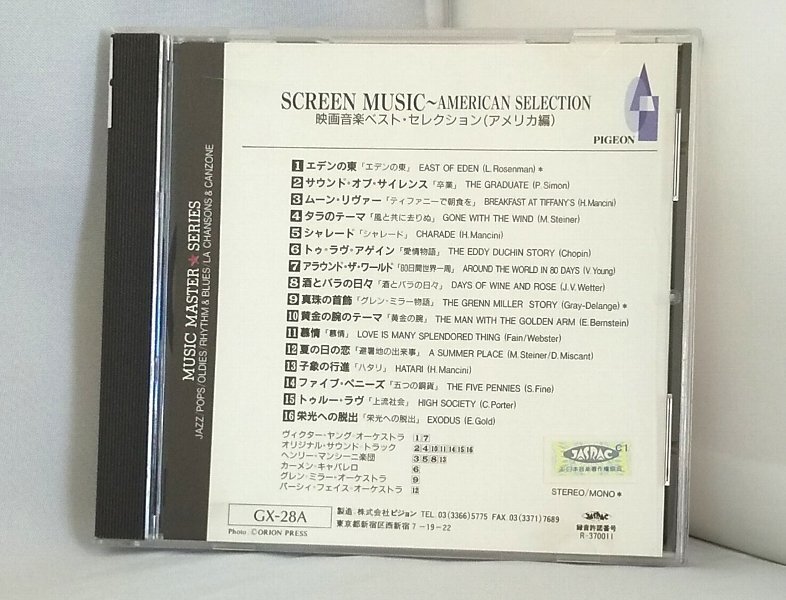 MUSIC MASTER★SERIES
JAZZ/POPS/OLDIES/RHYTHM & BLUES/LA CHANSONS & CANZONE
SCREEN MUSIC~AMERICAN SELECTION
映画音楽ベスト・セレクション(アメリカ編)
PIGEON
1 エデンの東「エデンの東」 EAST OF EDEN (L.Rosenman)*
2 サウンド・オブ・サイレンス「卒業」 THE GRADUATE (P.Simon)
3 ムーン・リヴァー「ティファニーで朝食を」 BREAKFAST AT TIFFANY'S (H.Mancini)
4 タラのテーマ「風と共に去りぬ」 GONE WITH THE WIND (M.Steiner)
5 シャレード「シャレード」 CHARADE (H.Mancini)
6 トゥ・ラヴ・アゲイン「愛情物語」 THE EDDY DUCHIN STORY (Chopin)
7 アラウンド・ザ・ワールド「80日間世界一周」 AROUND THE WORLD IN 80 DAYS (V.Young)
8 酒とバラの日々「酒とバラの日々」 DAYS OF WINE AND ROSE (J.V.Wetter)
9 真珠の首飾「グレン・ミラー物語」 THE GRENN MILLER STORY (Gray-Delange)*
10 黄金の腕のテーマ「黄金の腕」 THE MAN WITH THE GOLDEN ARM (E.Bernstein)
11 慕情「慕情」 LOVE IS MANY SPLENDORED THING (Fain/Webster)
12 夏の日の恋「避暑地の出来事」 A SUMMER PLACE (M.Steiner/D.Miscant)
13 子象の行進「ハタリ」 HATARI (H.Mancini)
14 ファイブ・ペニーズ「五つの銅貨」 THE FIVE PENNIES (S.Fine)
15 トゥルー・ラヴ「上流社会」 HIGH SOCIETY (C.Porter)
16 栄光への脱出「栄光への脱出」 EXODUS (E.Gold)
ヴィクター・ヤング オーケストラ 1 7
オリジナル・サウンド トラック 2 4 10 11 14 15 16
ヘンリー・マンシーニ楽団 3 5 8 13
カーメン・キャバレロ 6
グレン・ミラー・オーケストラ 9
パーシィ・フェイス オーケストラ 12
JASRAC C1
STEREO/MONO*
GX-28A
製造:株式会社ピジョン TEL 03(3366)5775 FAX 03(3371)7689
東京都新宿区西新宿7-19-22
Photo:©ORION PRESS
JASRAC
録音許諾番号
R-370011